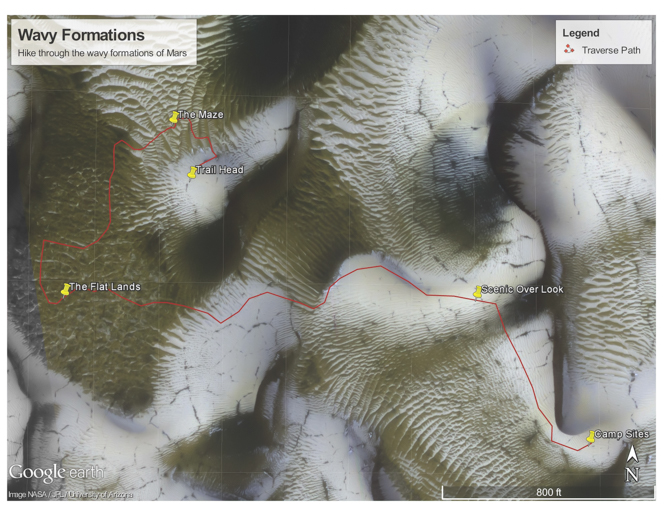 Wavy Formations
Hike through the wavy formations of Mars
Legend
Traverse Path
The Maze
Trail Head
The Flat Lands
Scenic Over Look
Camp Sites
N
Google earth
Image NASA / JPL / University of Arizona
800 ft